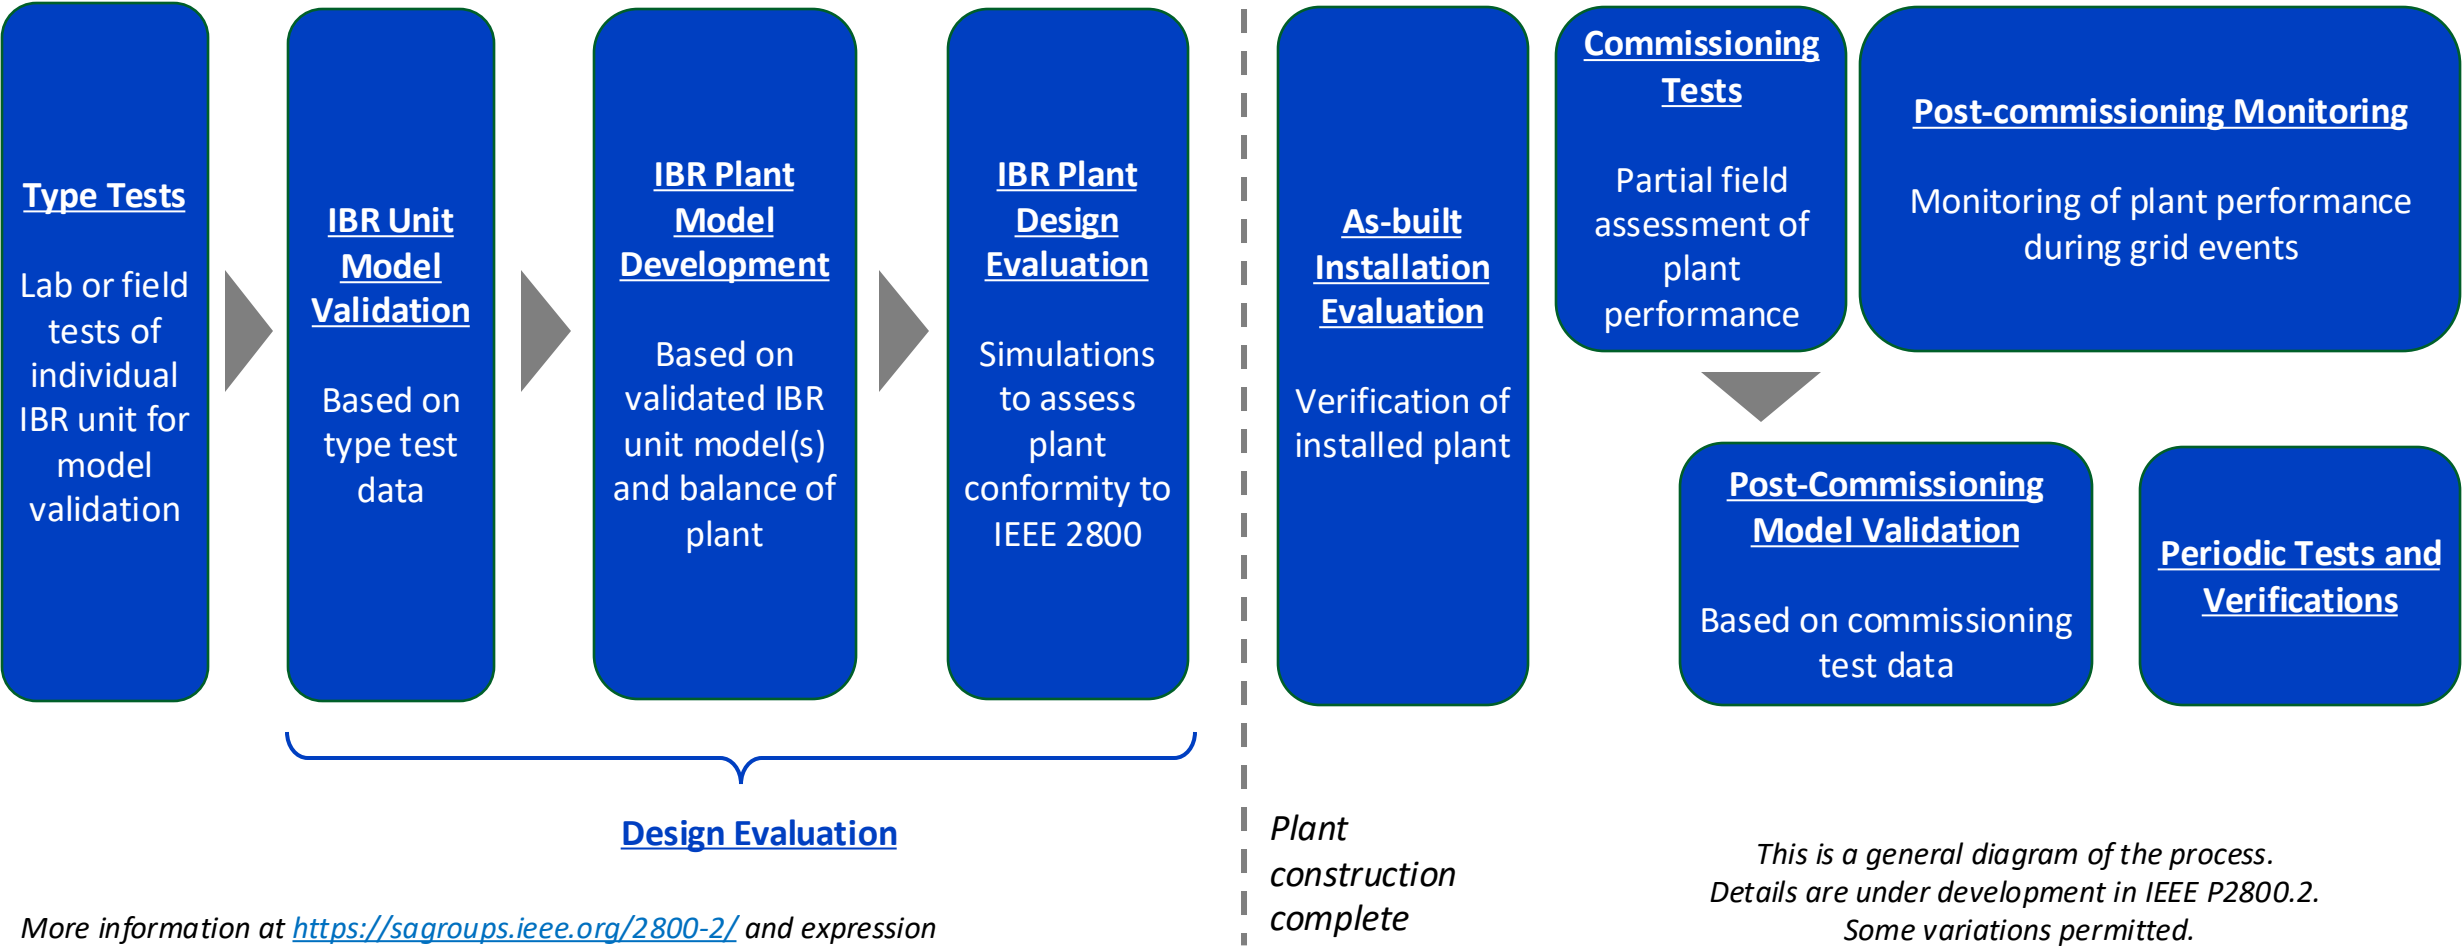 Type Tests
Lab or field
tests of
individual
IBR unit for
model
validation
IBR Unit
Model
Validation
Based on
type test
data
IBR Plant
Model
Development
Based on
validated IBR
unit model(s)
and balance of
plant
IBR Plant
Design
Evaluation
Simulations
to assess
plant
conformity to
IEEE 2800
As-built
Installation
Evaluation
Verification of
installed plant
Commissioning
Tests
Partial field
assessment of
plant
performance
Post-commissioning Monitoring
Monitoring of plant performance
during grid events
Post-Commissioning
Model Validation
Based on commissioning
test data
Periodic Tests and
Verifications
Design Evaluation
Plant
construction
complete
This is a general diagram of the process.
Details are under development in IEEE P2800.2.
Some variations permitted.
More information at https://sagroups.ieee.org/2800-2/ and expression